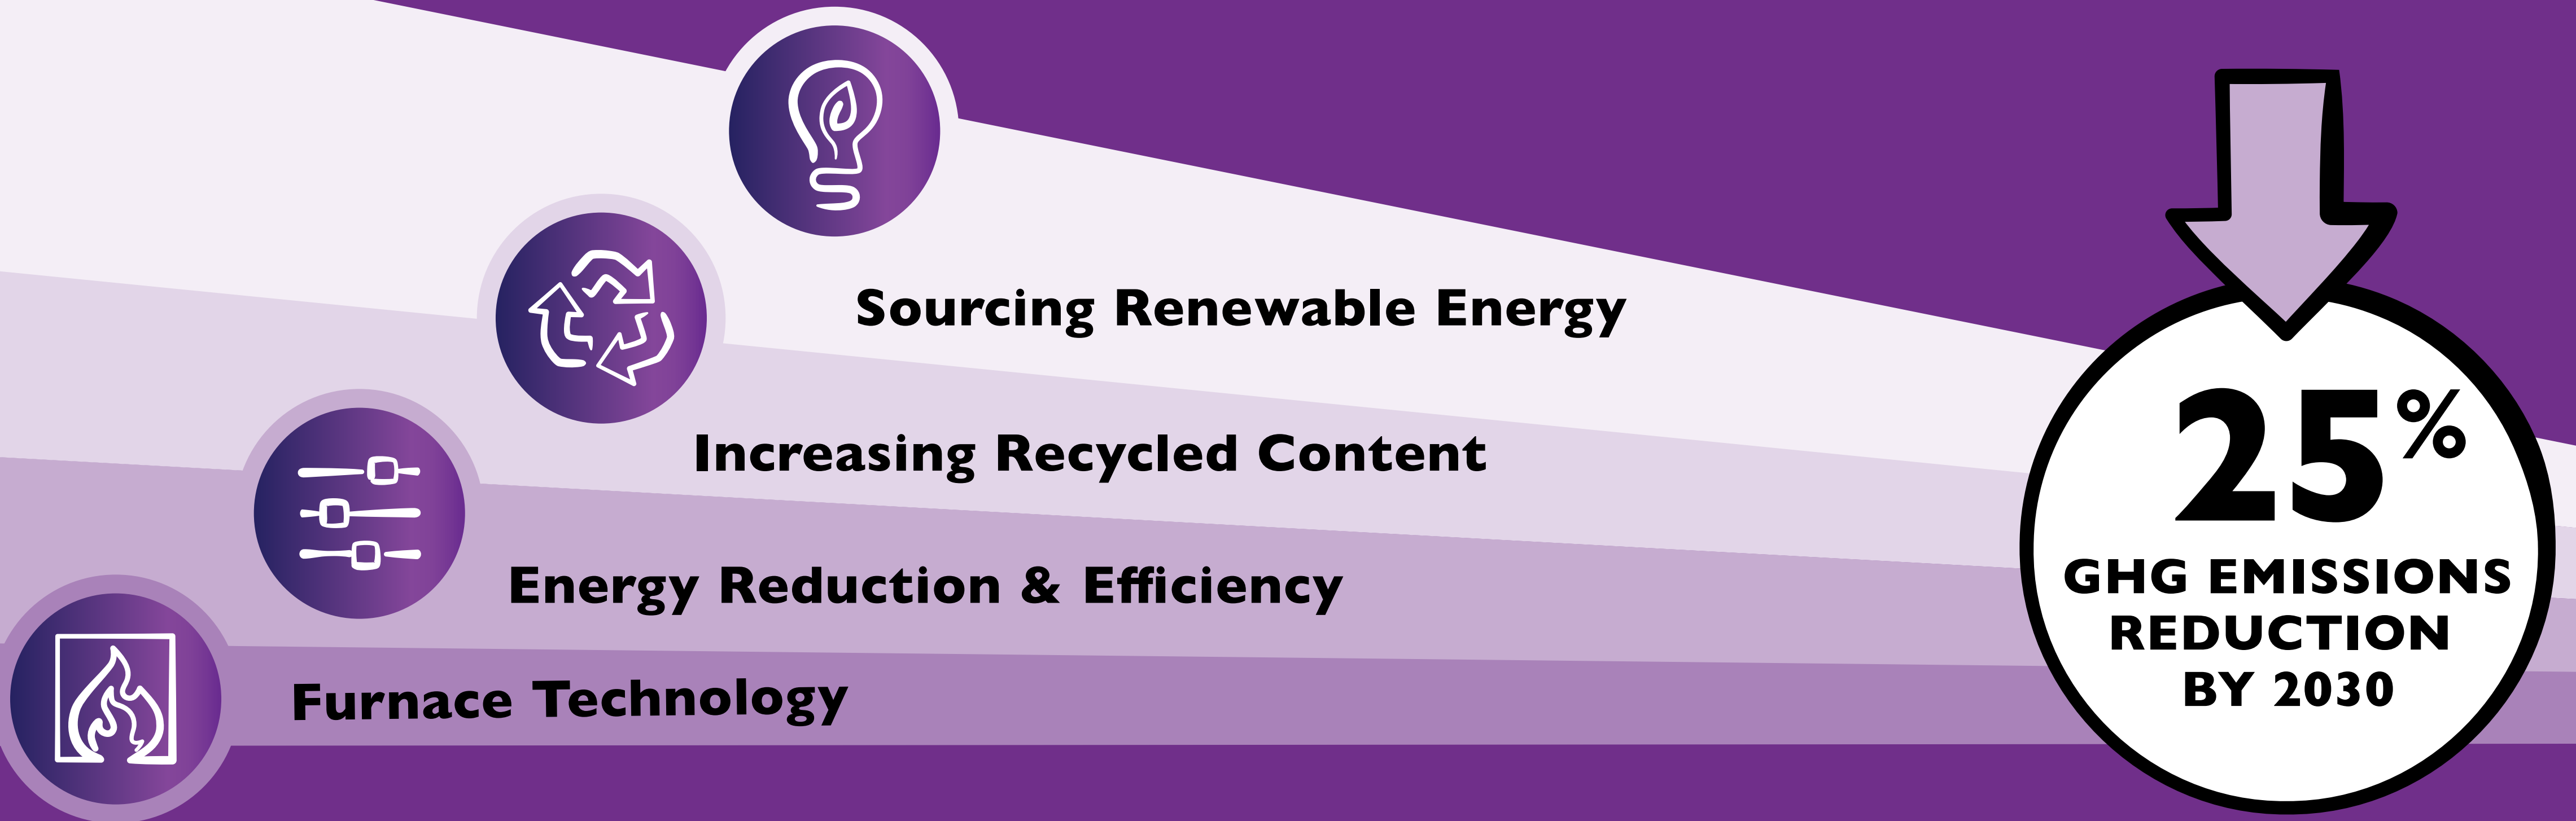 Sourcing Renewable Energy
Increasing Recycled Content
Energy Reduction & Efficiency
Furnace Technology
25%
GHG EMISSIONS
REDUCTION
BY 2030